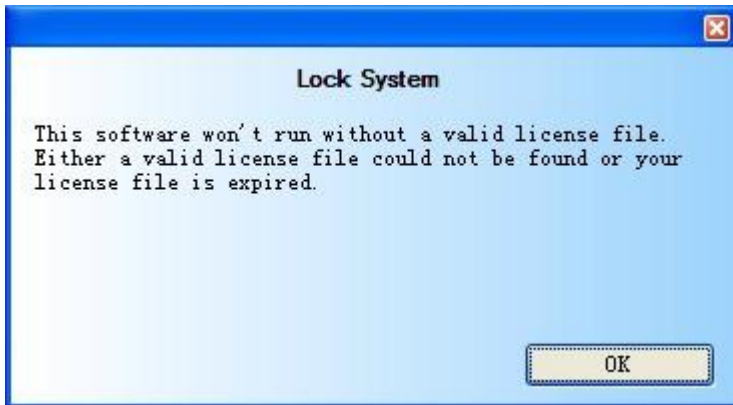 Lock System
This software won't run without a valid license file.
Either a valid license file could not be found or your
license file is expired.
OK